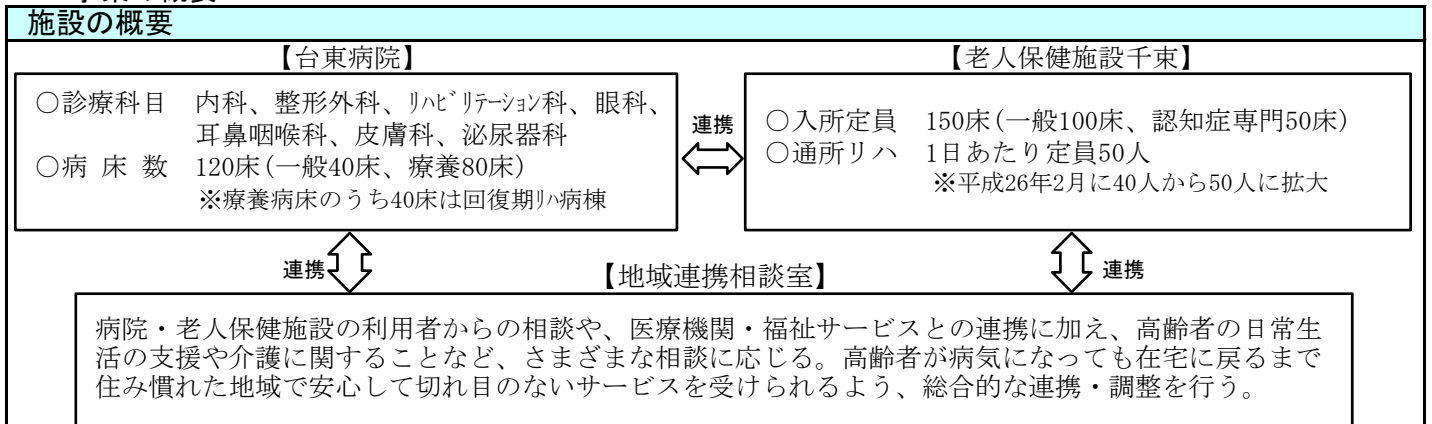 施設の概要
【台東病院】
○診療科目 内科、整形外科、ﾘﾊﾋﾞﾘﾃｰｼｮﾝ科、眼科、
耳鼻咽喉科、皮膚科、泌尿器科
○病 床 数 120床(一般40床、療養80床)
※療養病床のうち40床は回復期ﾘﾊ病棟
連携
【老人保健施設千束】
○入所定員 150床(一般100床、認知症専門50床)
○通所リハ 1日あたり定員50人
※平成26年2月に40人から50人に拡大
連携
【地域連携相談室】
連携
病院・老人保健施設の利用者からの相談や、医療機関・福祉サービスとの連携に加え、高齢者の日常生
活の支援や介護に関することなど、さまざまな相談に応じる。高齢者が病気になっても在宅に戻るまで
住み慣れた地域で安心して切れ目のないサービスを受けられるよう、総合的な連携・調整を行う。